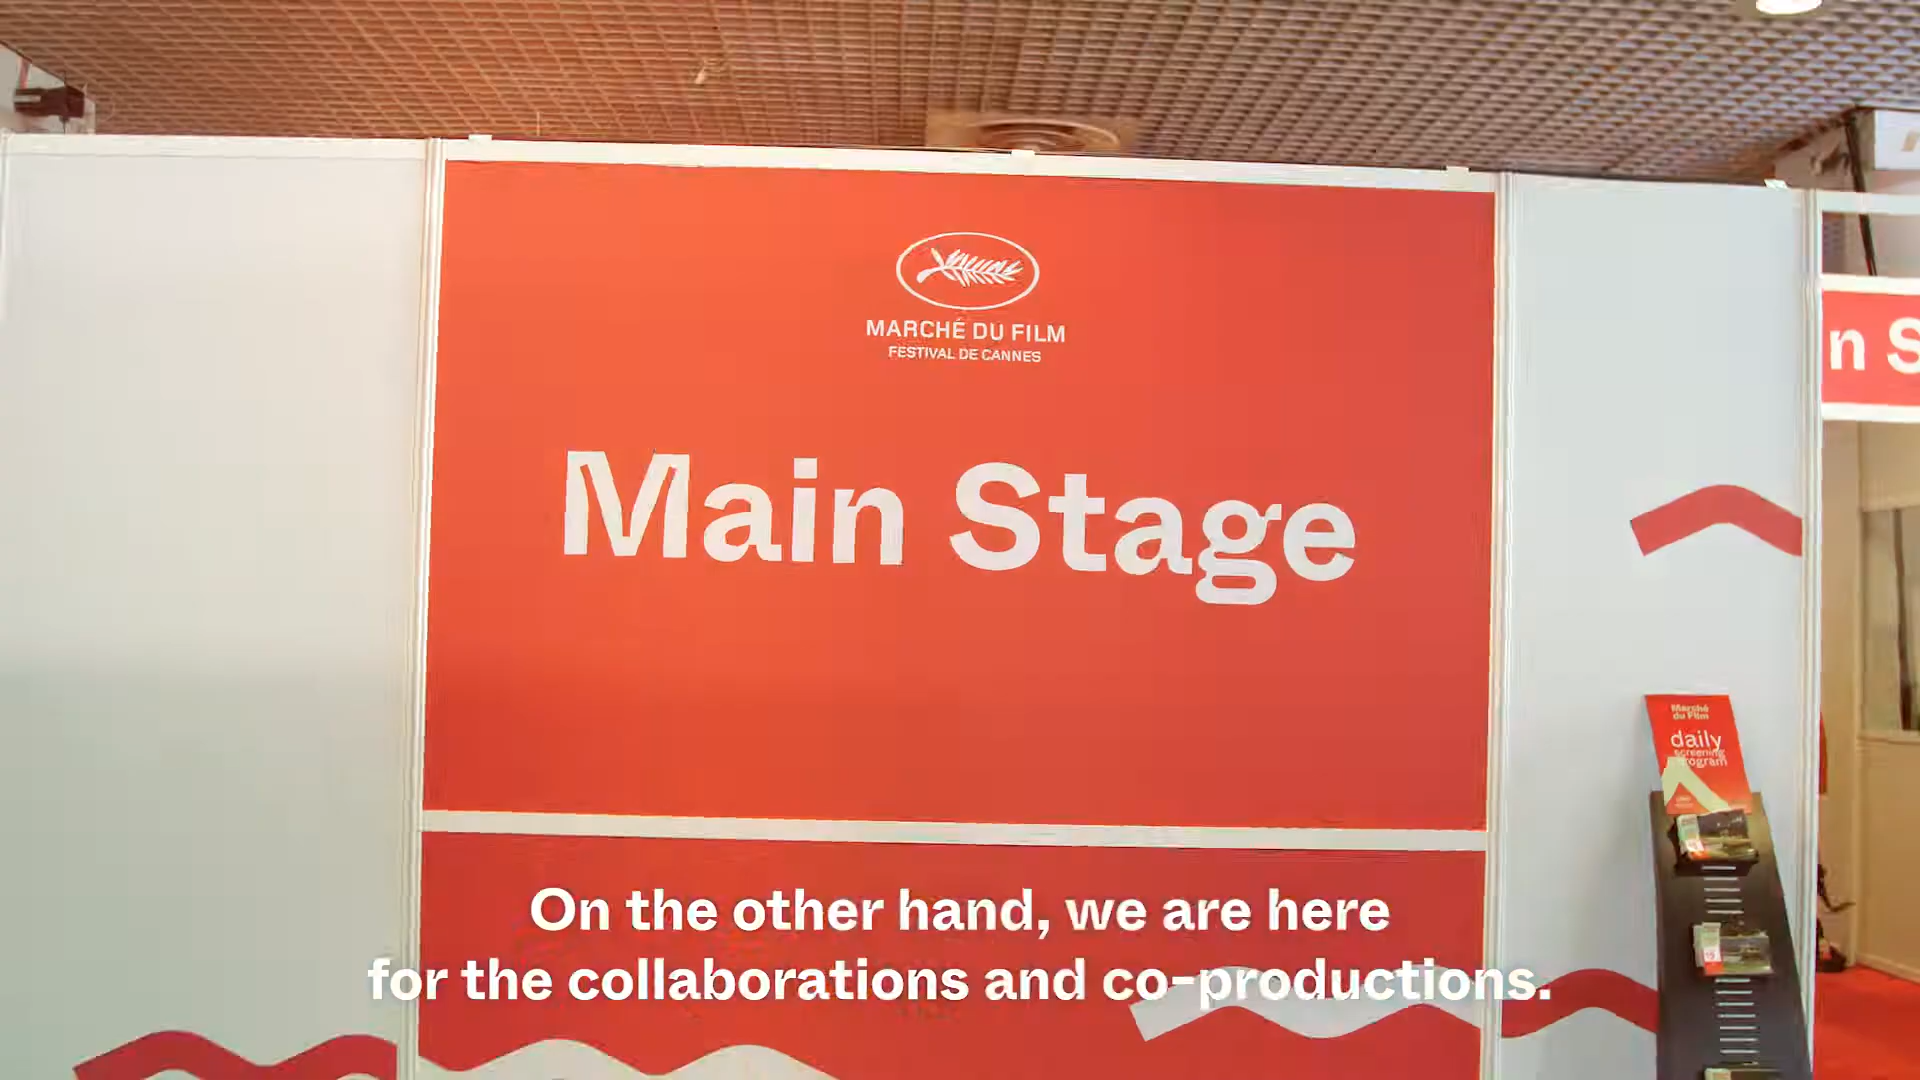 MARCHÉ DU FILM
FESTIVAL DE CANNES
Main Stage
n S
Marché
du Film
daily
screening
program
On the other hand, we are here
for the collaborations and co-productions.